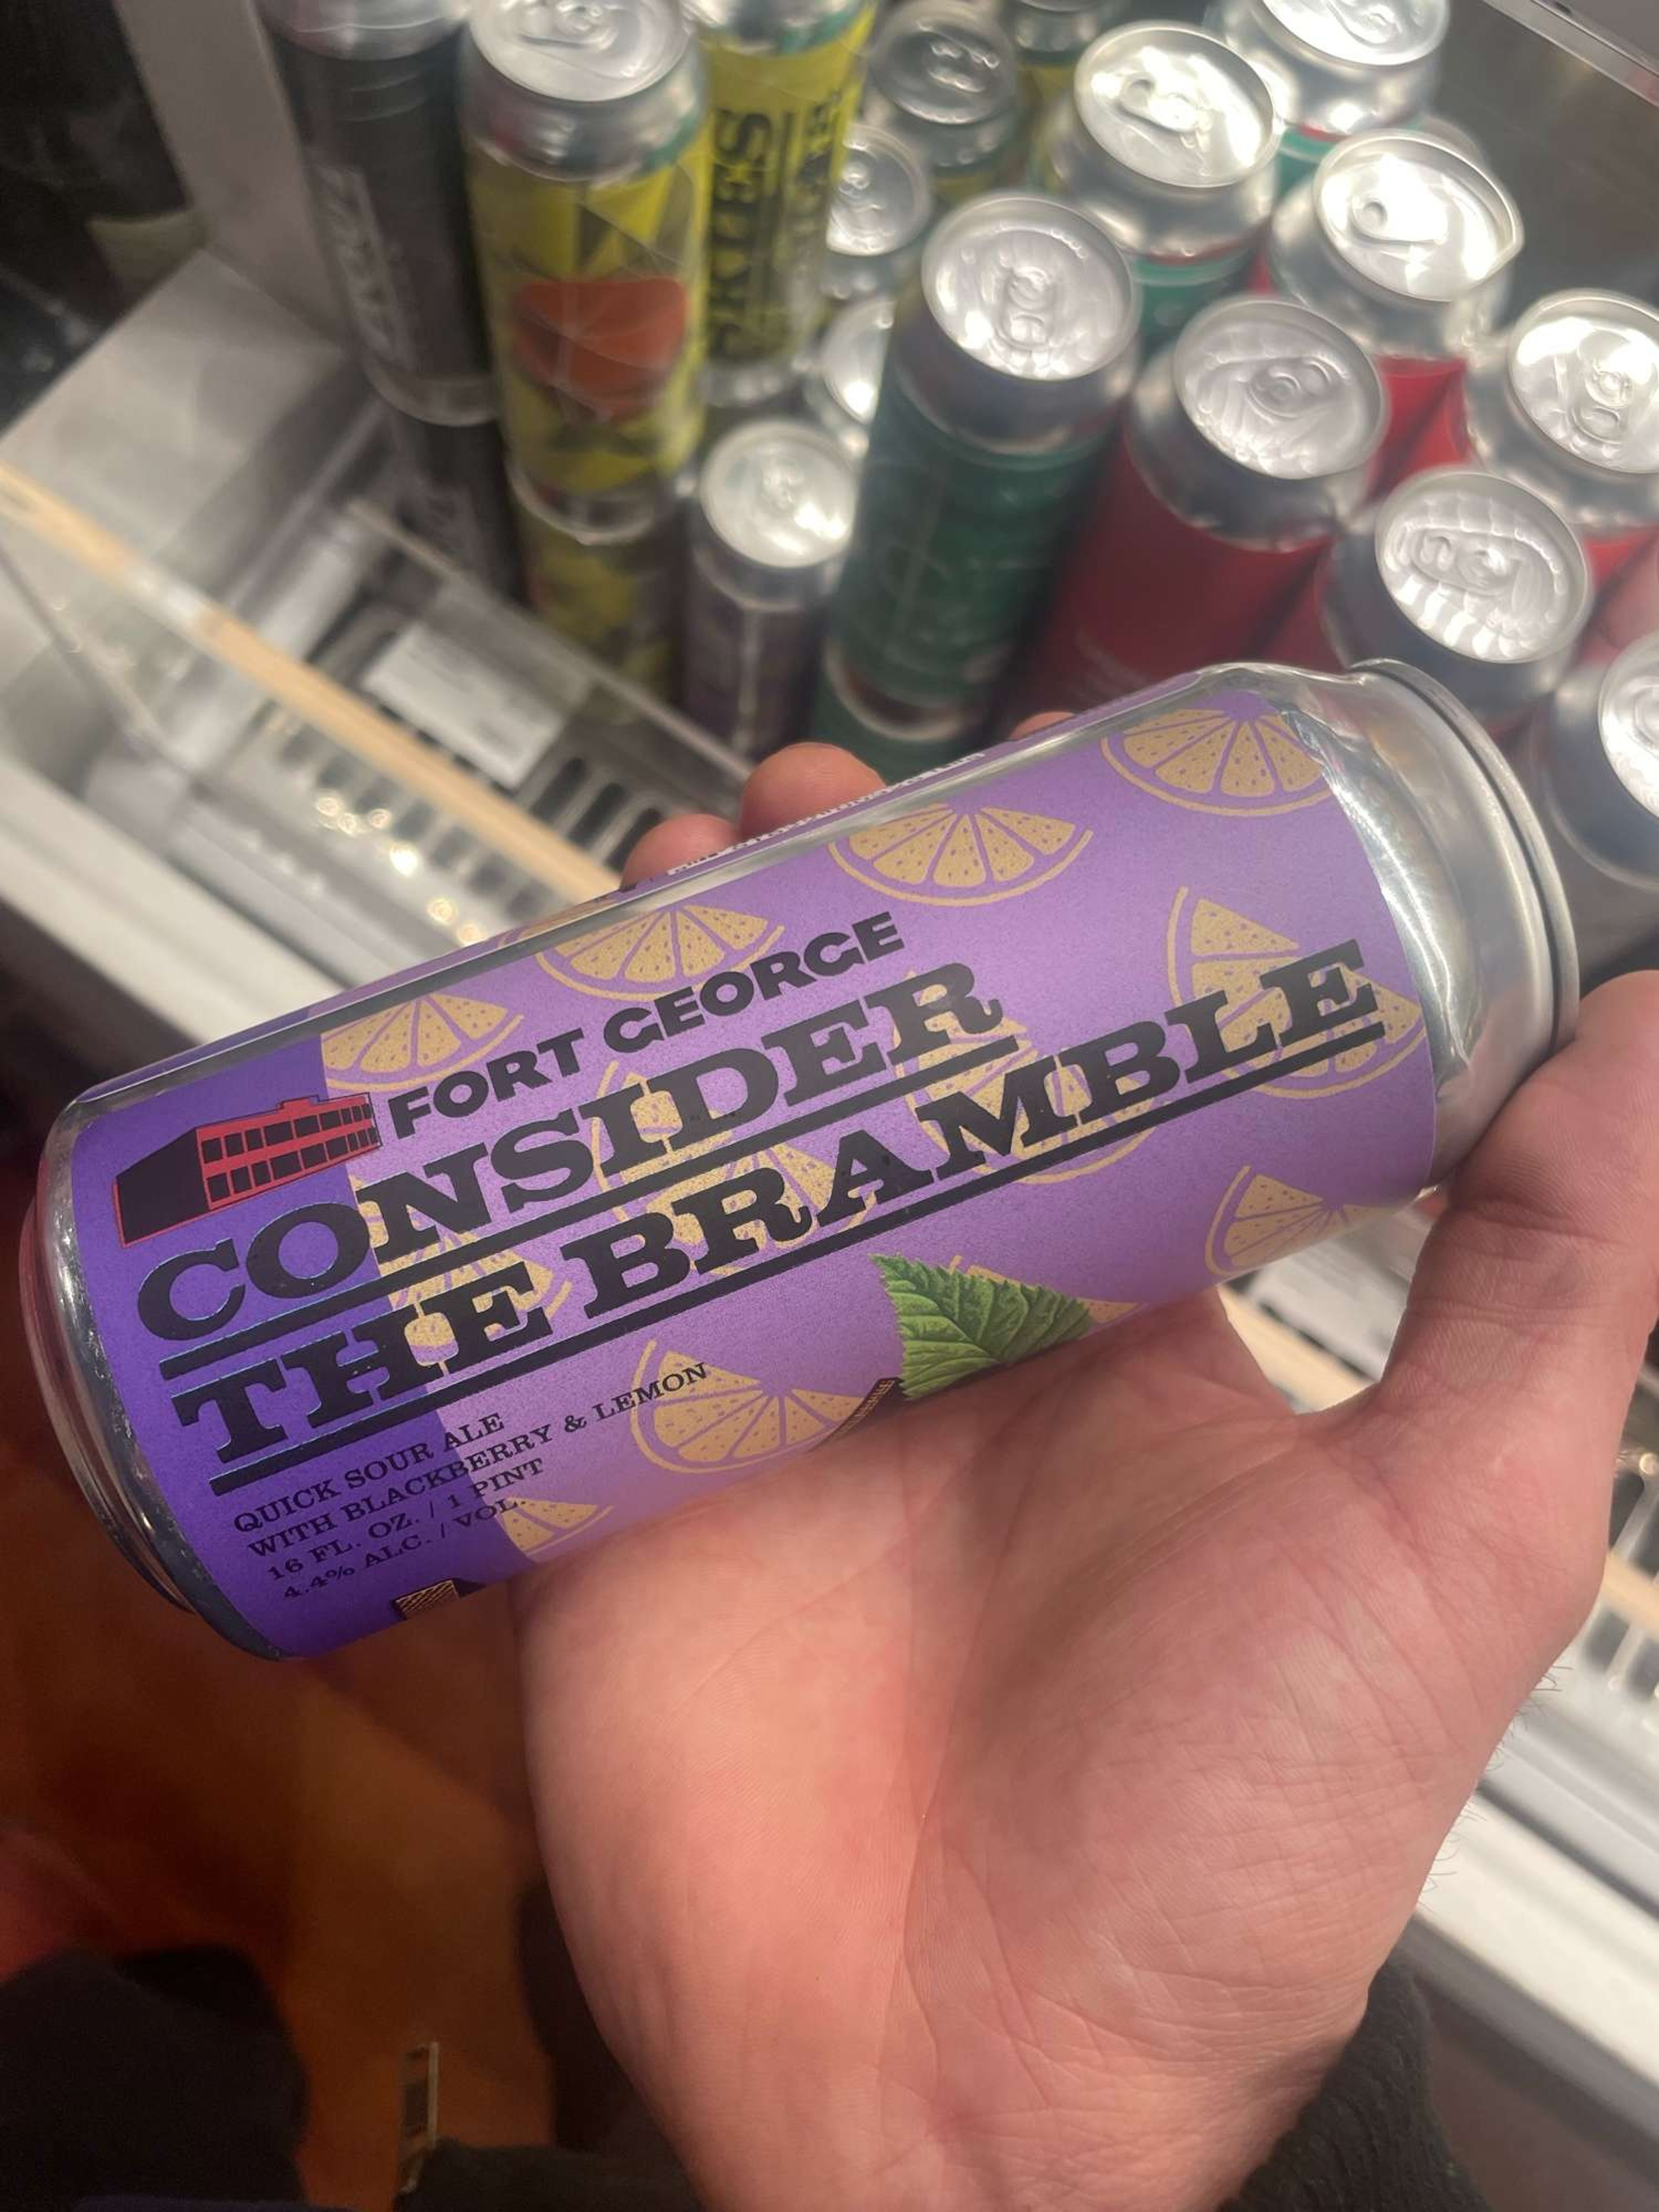 FORT GEORGE
CONSIDER
THE BRAMBLE
QUICK SOUR ALE
WITH BLACKBERRY & LEMON
16 FL. OZ. / 1 PINT
4.4% ALC. / VOL.
SKIES